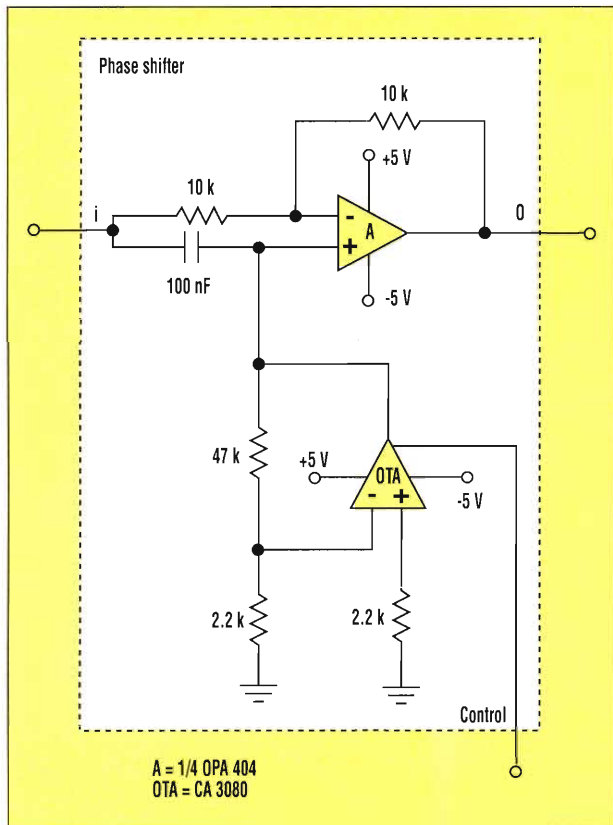 Phase shifter
10 k
+5 V
i
10 k
-
A
0
+
100 nF
-5 V
47 k
+5 V
OTA
-5 V
- +
2.2 k
2.2 k
Control
A = 1/4 OPA 404
OTA = CA 3080